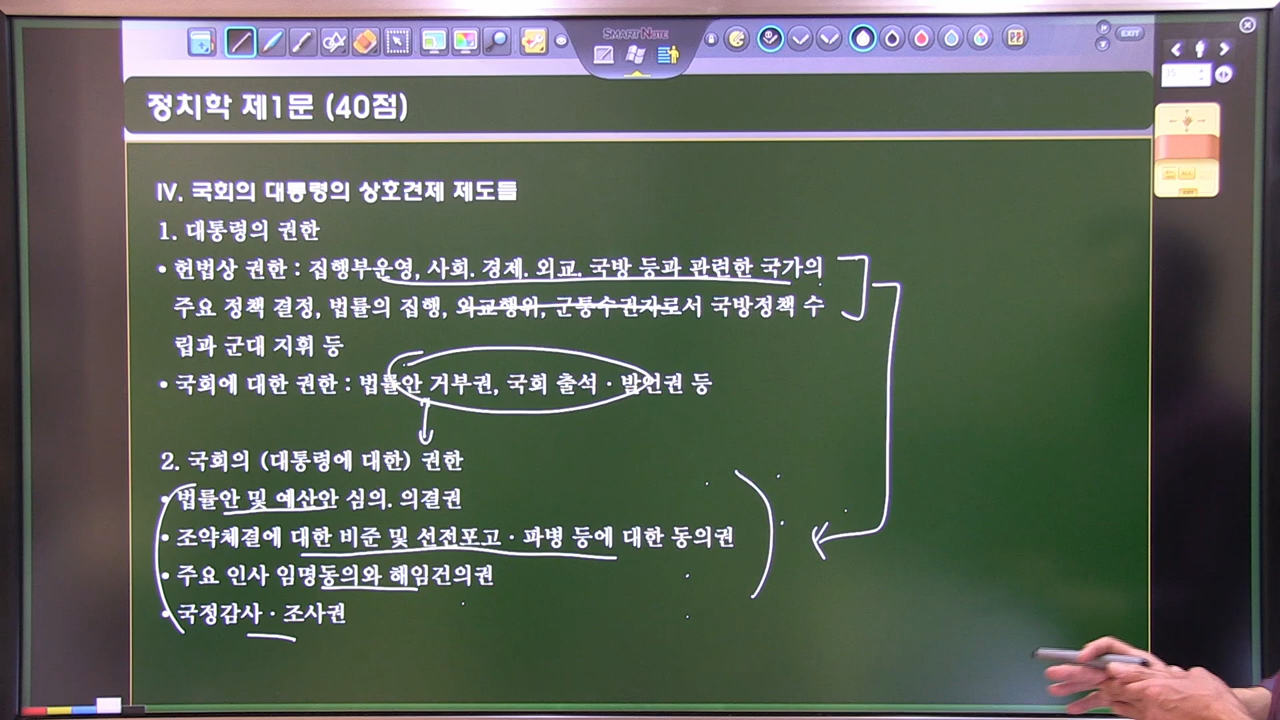 SMART NOTE
EXIT
35
정치학 제1문 (40점)
IV. 국회의 대통령의 상호견제 제도들
1. 대통령의 권한
• 헌법상 권한 : 집행부운영, 사회. 경제. 외교. 국방 등과 관련한 국가의
주요 정책 결정, 법률의 집행, 외교행위, 군통수권자로서 국방정책 수
립과 군대 지휘 등
• 국회에 대한 권한 : 법률안 거부권, 국회 출석 · 발언권 등
2. 국회의 (대통령에 대한) 권한
• 법률안 및 예산안 심의. 의결권
• 조약체결에 대한 비준 및 선전포고 · 파병 등에 대한 동의권
• 주요 인사 임명동의와 해임건의권
• 국정감사 · 조사권